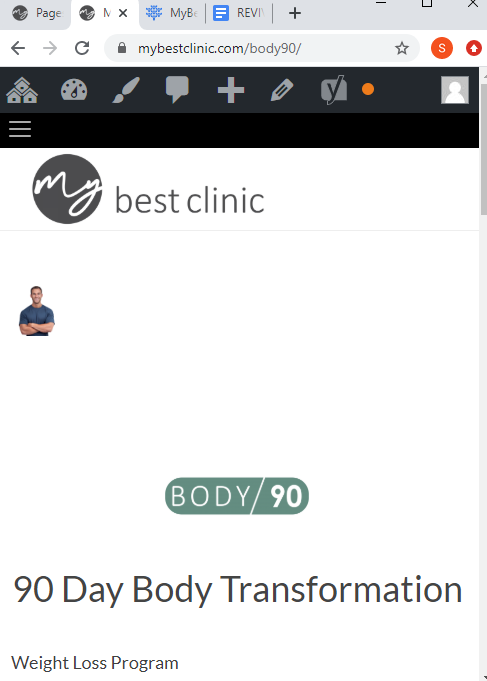 Page
M
MyBe
REVI
mybestclinic.com/body90/
S
my
best clinic
BODY/90
90 Day Body Transformation
Weight Loss Program